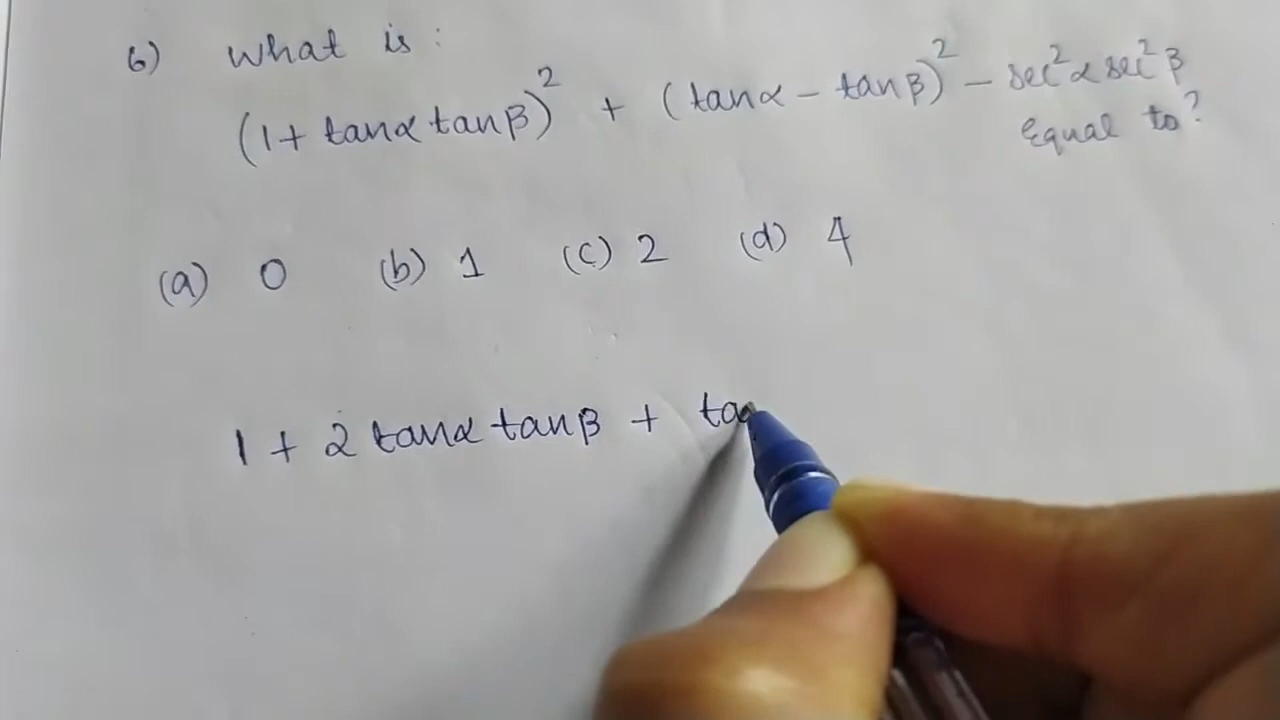 6) What is :
(1 + tanα tanβ)² + (tanα – tanβ)² – sec²α sec²β
equal to?
(a) 0 (b) 1 (c) 2 (d) 4
1 + 2 tanα tanβ + ta